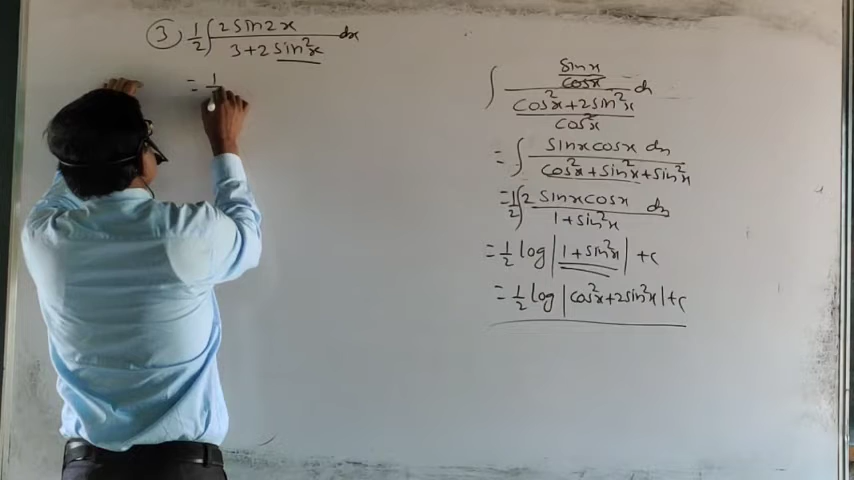 ③ 1/2 ∫ 2 sin2x / 3+2 sin²x dx
= 1
∫ sinx/cosx / cos²x+2sin²x/cos²x dx
= ∫ sinx cosx dx / cos²x+sin²x+sin²x
= 1/2 ∫ 2 sinx cosx / 1+sin²x dx
= 1/2 log |1+sin²x| +c
= 1/2 log |cos²x+2sin²x| +c